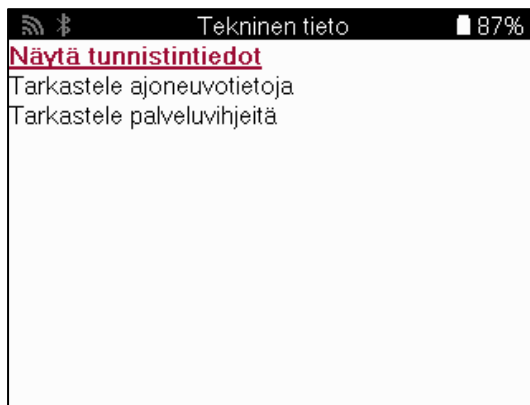 Tekninen tieto 87%
Näytä tunnistintiedot
Tarkastele ajoneuvotietoja
Tarkastele palveluvihjeitä